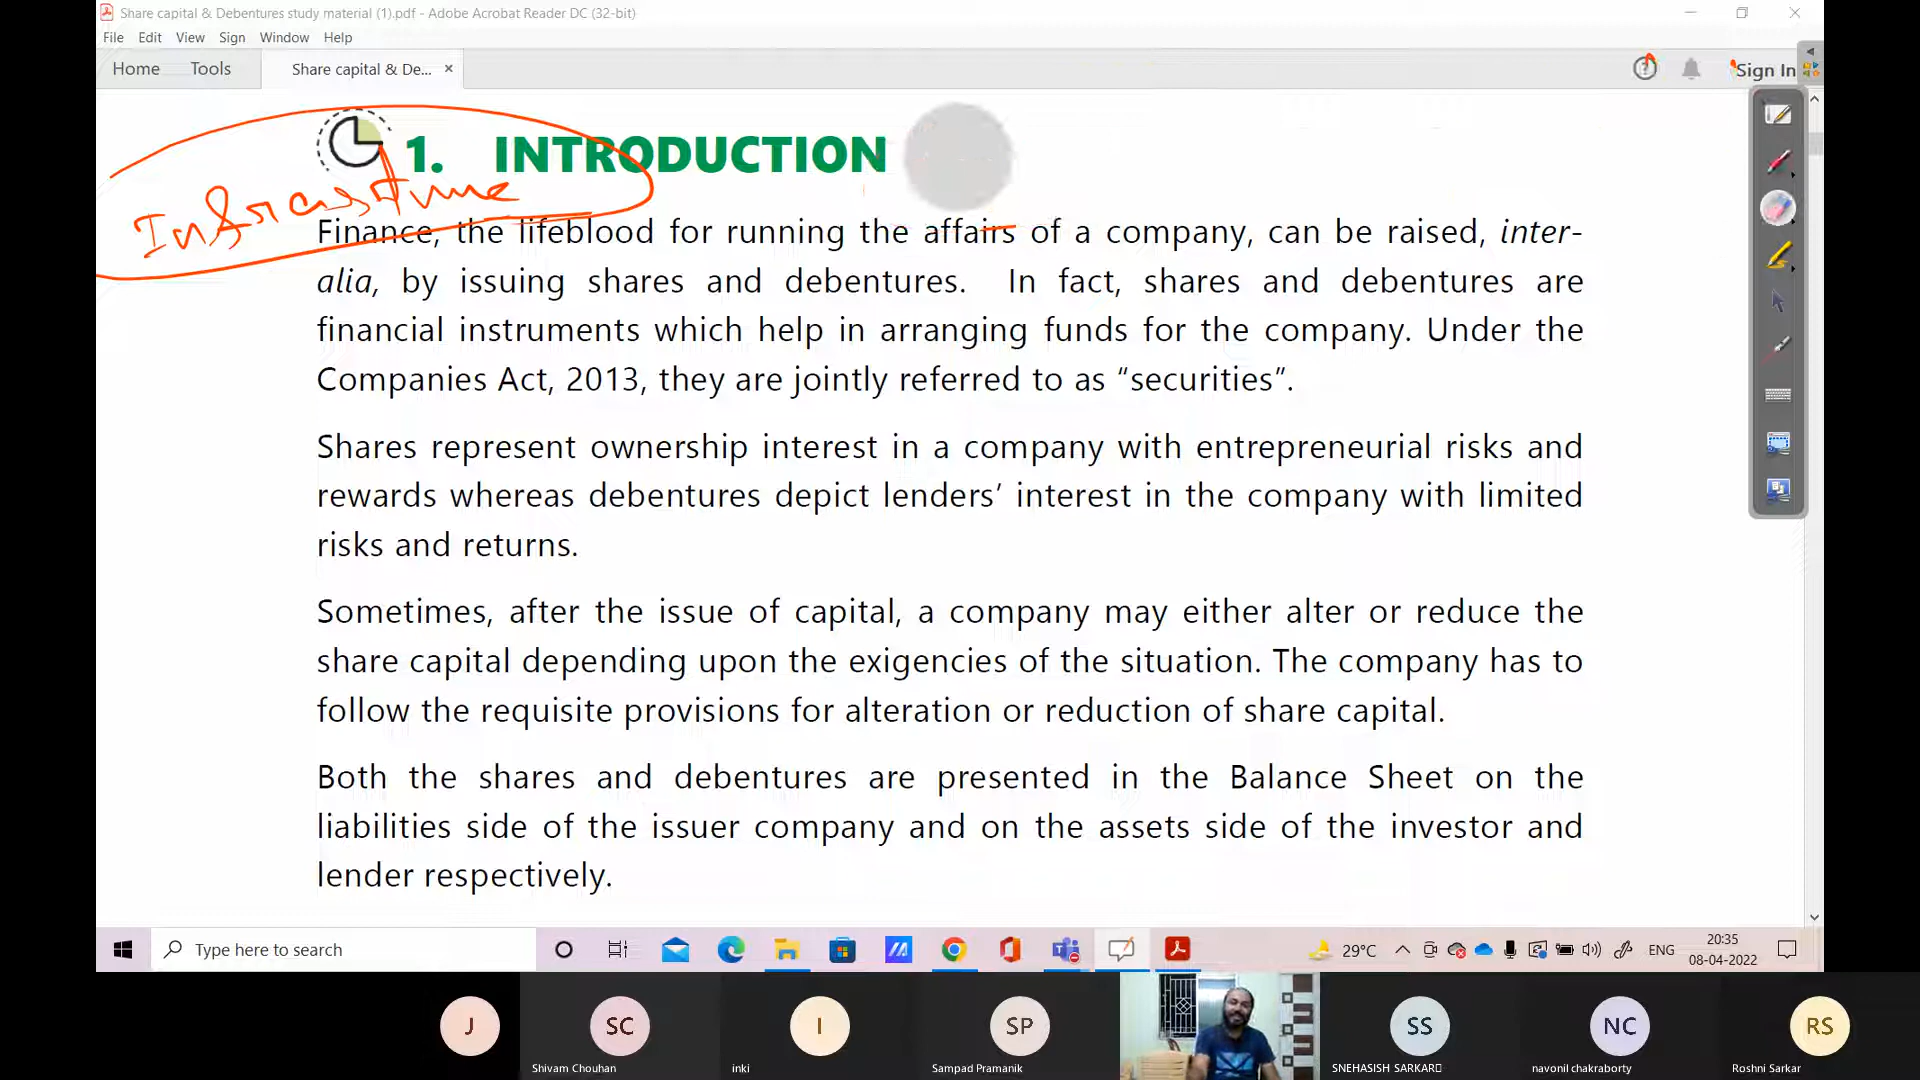 Share capital & Debentures study material (1).pdf - Adobe Acrobat Reader DC (32-bit)
File Edit View Sign Window Help
Home Tools Share capital & De... × Sign In
1. INTRODUCTION
Finance, the lifeblood for running the affairs of a company, can be raised, inter-
alia, by issuing shares and debentures. In fact, shares and debentures are
financial instruments which help in arranging funds for the company. Under the
Companies Act, 2013, they are jointly referred to as “securities”.
Shares represent ownership interest in a company with entrepreneurial risks and
rewards whereas debentures depict lenders’ interest in the company with limited
risks and returns.
Sometimes, after the issue of capital, a company may either alter or reduce the
share capital depending upon the exigencies of the situation. The company has to
follow the requisite provisions for alteration or reduction of share capital.
Both the shares and debentures are presented in the Balance Sheet on the
liabilities side of the issuer company and on the assets side of the investor and
lender respectively.
Type here to search 29°C ENG 20:35
08-04-2022
J SC I SP SS NC RS
Shivam Chouhan inki Sampad Pramanik SNEHASISH SARKAR navonil chakraborty Roshni Sarkar